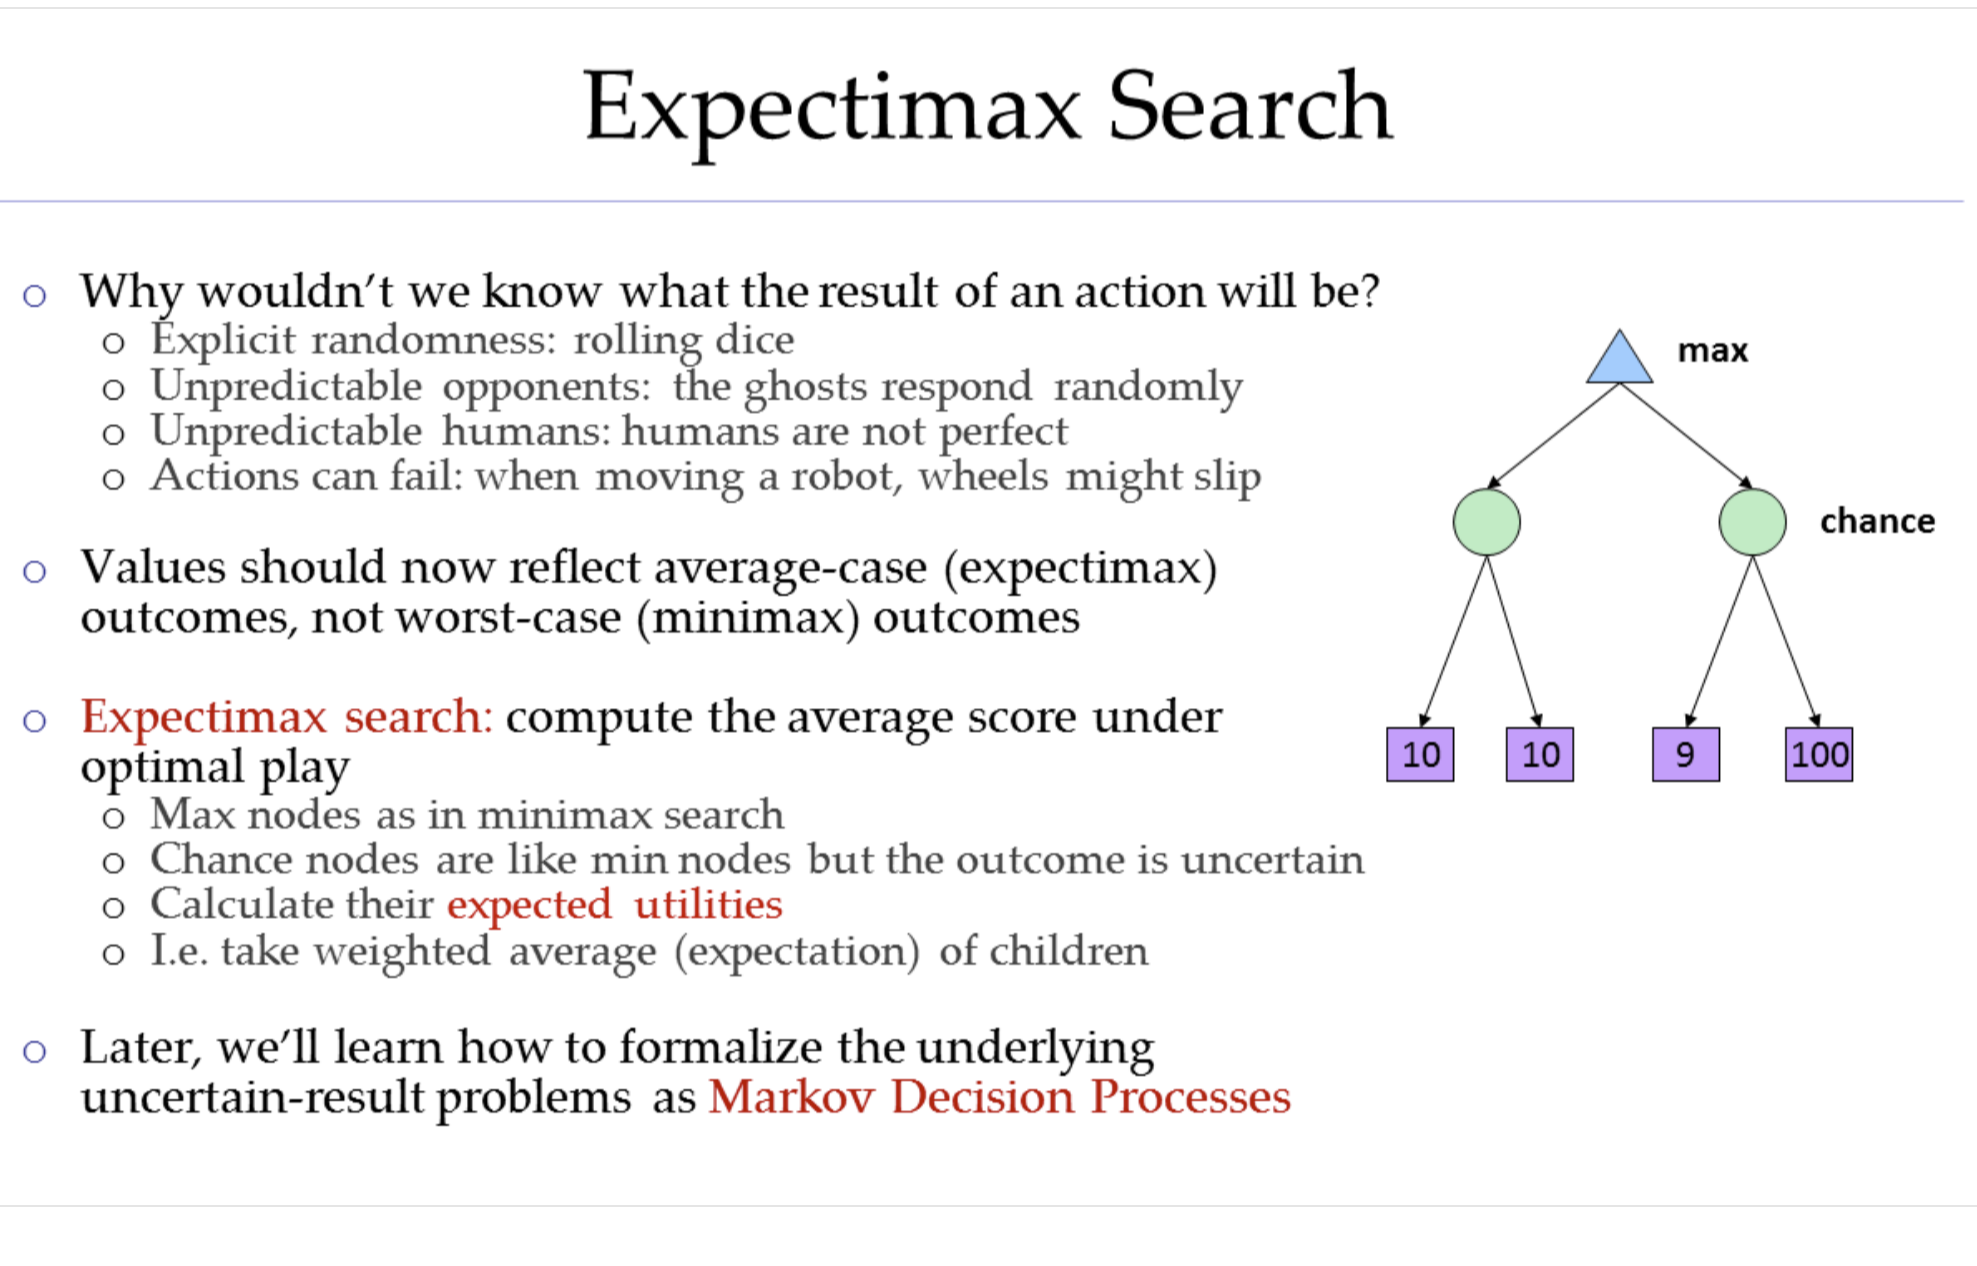 Expectimax Search
Why wouldn't we know what the result of an action will be?
Explicit randomness: rolling dice
Unpredictable opponents: the ghosts respond randomly
Unpredictable humans: humans are not perfect
Actions can fail: when moving a robot, wheels might slip
Values should now reflect average-case (expectimax)
outcomes, not worst-case (minimax) outcomes
Expectimax search: compute the average score under
optimal play
Max nodes as in minimax search
Chance nodes are like min nodes but the outcome is uncertain
Calculate their expected utilities
I.e. take weighted average (expectation) of children
Later, we'll learn how to formalize the underlying
uncertain-result problems as Markov Decision Processes
max
chance
10 10 9 100